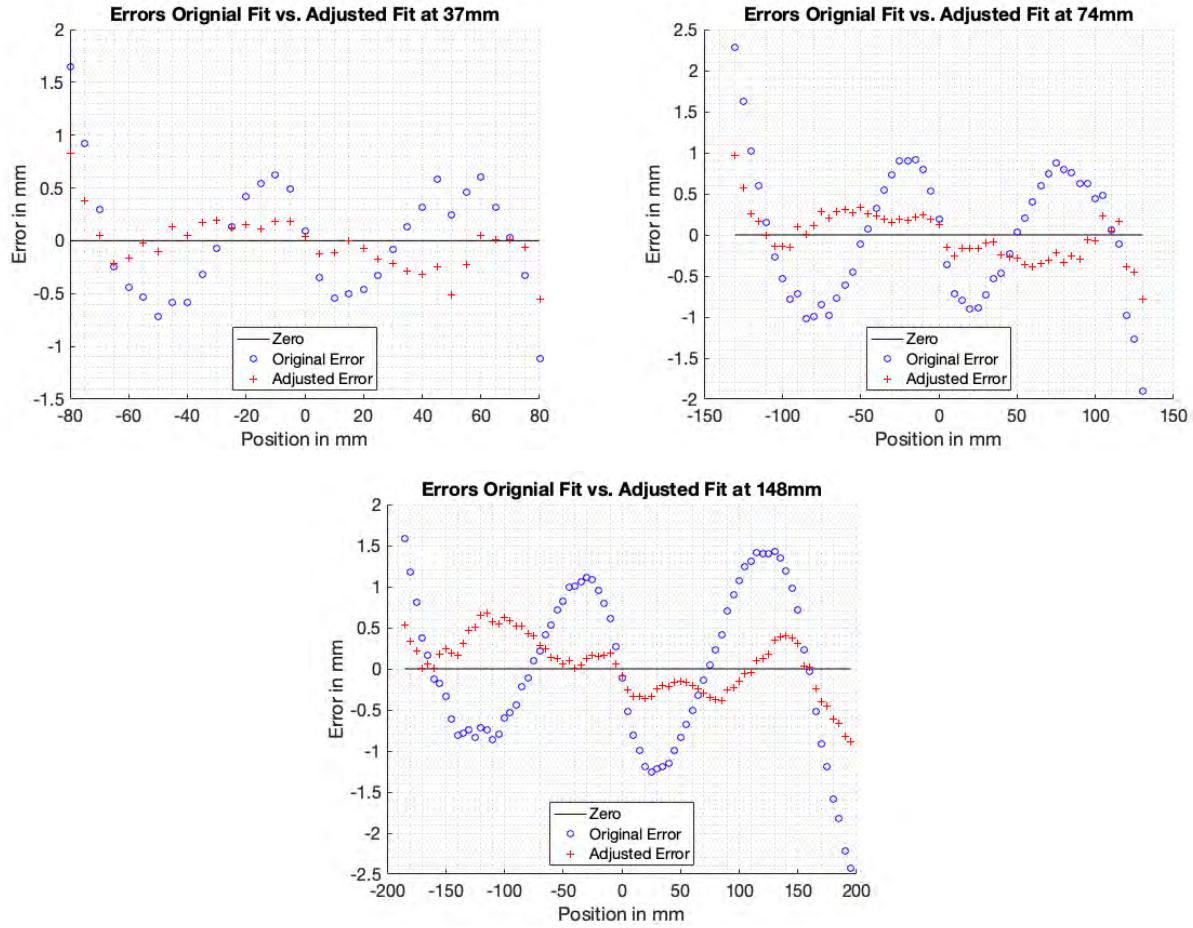 Errors Orignial Fit vs. Adjusted Fit at 37mm
2
1.5
1
0.5
0
-0.5
-1
-1.5
Error in mm
Zero
Original Error
Adjusted Error
-80 -60 -40 -20 0 20 40 60 80
Position in mm
Errors Orignial Fit vs. Adjusted Fit at 74mm
2.5
2
1.5
1
0.5
0
-0.5
-1
-1.5
-2
Error in mm
Zero
Original Error
Adjusted Error
-150 -100 -50 0 50 100 150
Position in mm
Errors Orignial Fit vs. Adjusted Fit at 148mm
2
1.5
1
0.5
0
-0.5
-1
-1.5
-2
-2.5
Error in mm
Zero
Original Error
Adjusted Error
-200 -150 -100 -50 0 50 100 150 200
Position in mm